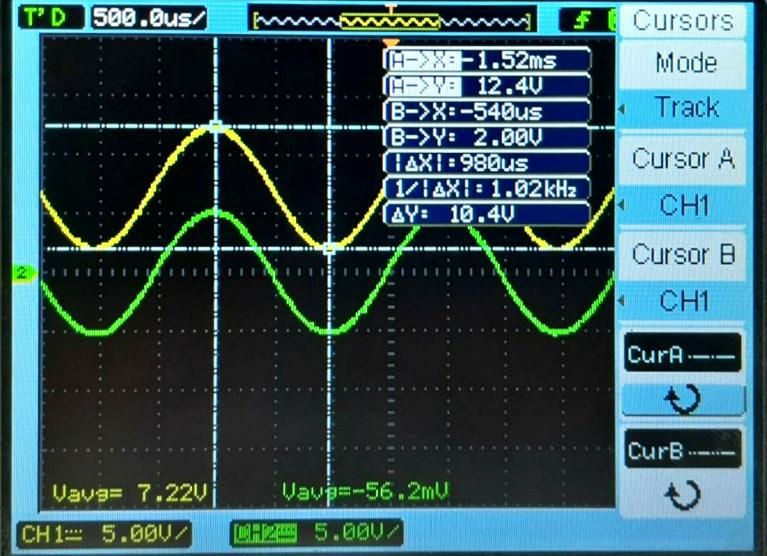 T'D 500.0us/
Cursors
A->X:-1.52ms
A->Y: 12.4V
B->X:-540us
B->Y: 2.00V
|ΔX|:980us
1/|ΔX|:1.02kHz
ΔY: 10.4V
Mode
Track
Cursor A
CH1
Cursor B
CH1
CurA
CurB
2
Vavg= 7.22V
Vavg=-56.2mV
CH1 5.00V/
5.00V/